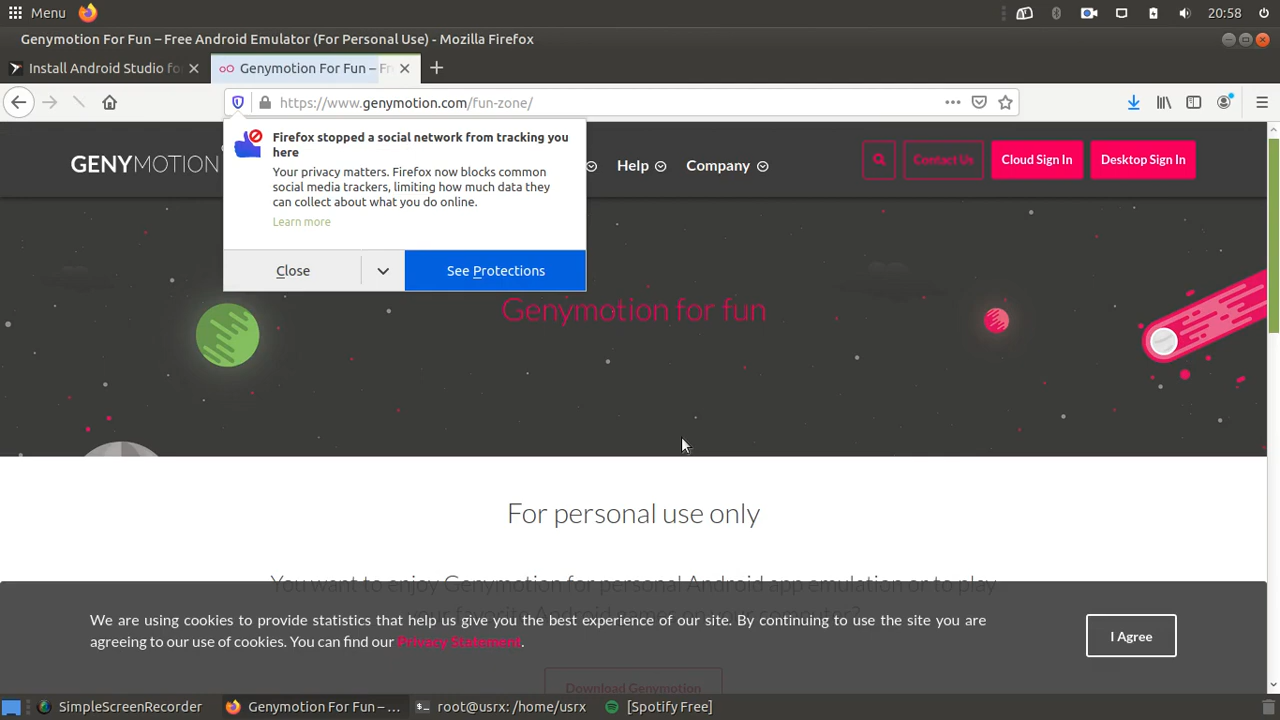 Menu
20:58
Genymotion For Fun – Free Android Emulator (For Personal Use) - Mozilla Firefox
Install Android Studio fo
Genymotion For Fun – Fr
https://www.genymotion.com/fun-zone/
Firefox stopped a social network from tracking you
here
Your privacy matters. Firefox now blocks common
social media trackers, limiting how much data they
can collect about what you do online.
Learn more
Close
See Protections
GENYMOTION
Help
Company
Contact Us
Cloud Sign In
Desktop Sign In
Genymotion for fun
For personal use only
You want to enjoy Genymotion for personal Android app emulation or to play
your favorite Android games on your computer?
We are using cookies to provide statistics that help us give you the best experience of our site. By continuing to use the site you are
agreeing to our use of cookies. You can find our Privacy Statement.
I Agree
Download Genymotion
SimpleScreenRecorder
Genymotion For Fun – ...
root@usrx: /home/usrx
[Spotify Free]